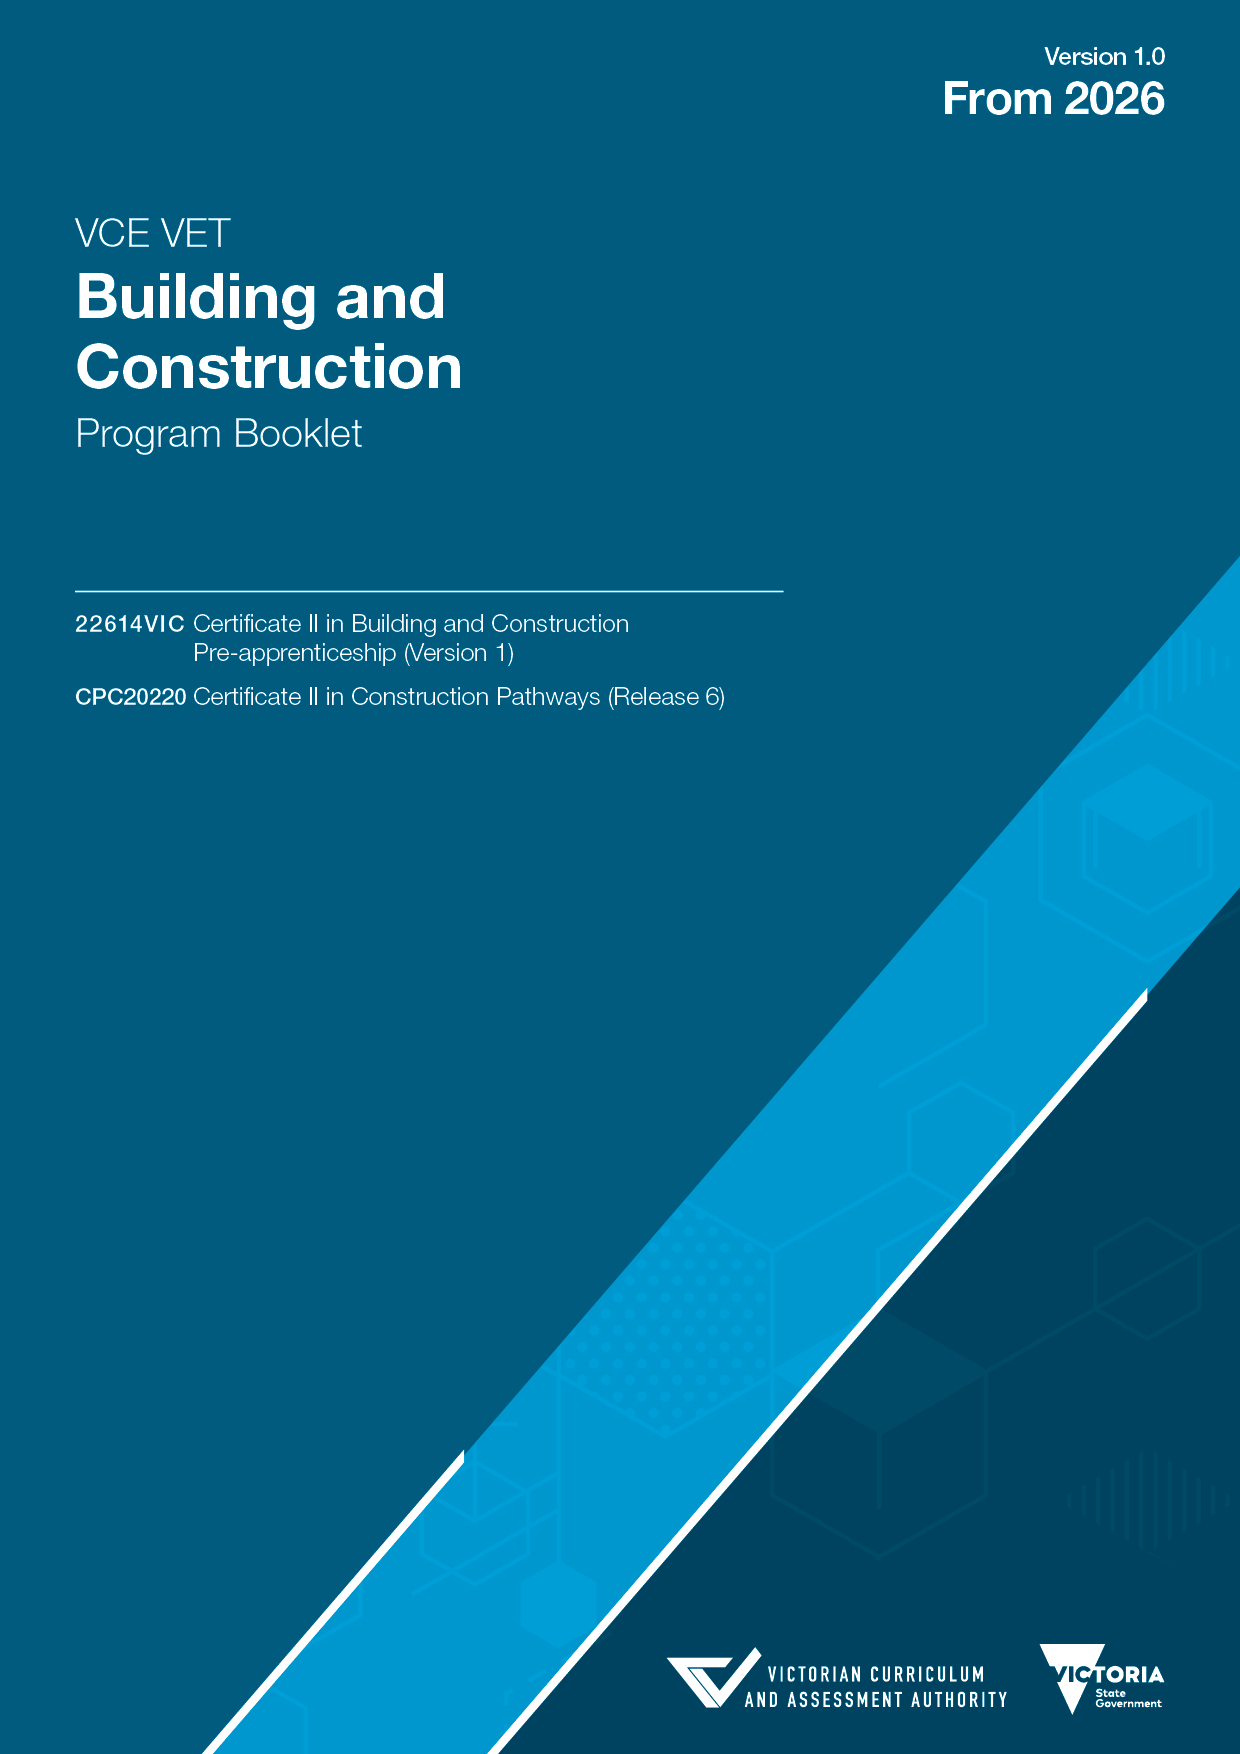 Version 1.0
From 2026
VCE VET
Building and
Construction
Program Booklet
22614VIC Certificate II in Building and Construction
Pre-apprenticeship (Version 1)
CPC20220 Certificate II in Construction Pathways (Release 6)
VICTORIAN CURRICULUM
AND ASSESSMENT AUTHORITY
VICTORIA
State
Government